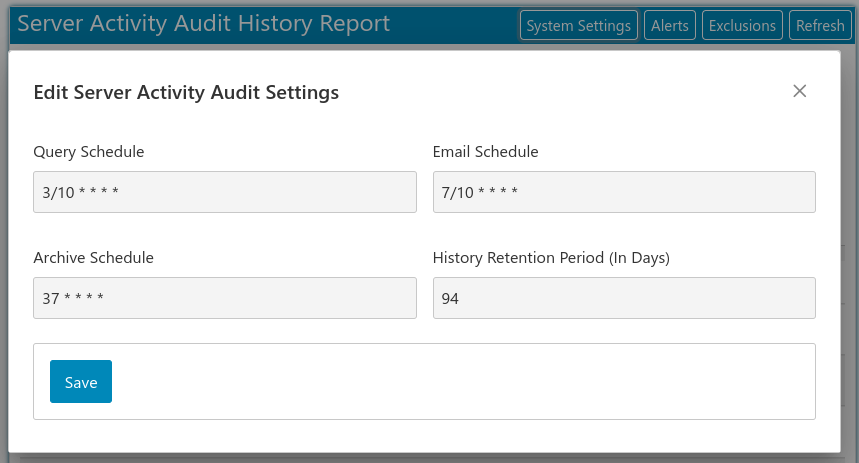 Server Activity Audit History Report
System Settings Alerts Exclusions Refresh
Edit Server Activity Audit Settings
Query Schedule
3/10 * * * *
Email Schedule
7/10 * * * *
Archive Schedule
37 * * * *
History Retention Period (In Days)
94
Save